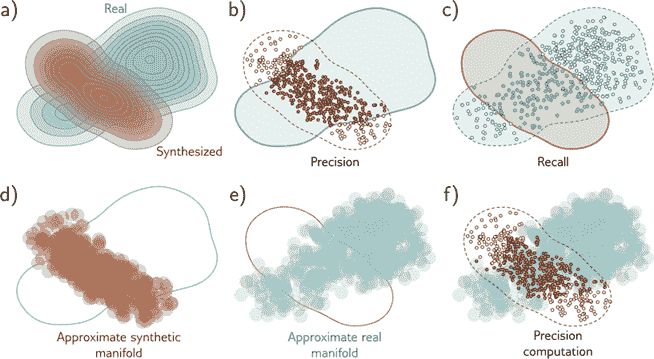 a)
Real
Synthesized
b)
Precision
c)
Recall
d)
Approximate synthetic
manifold
e)
Approximate real
manifold
f)
Precision
computation